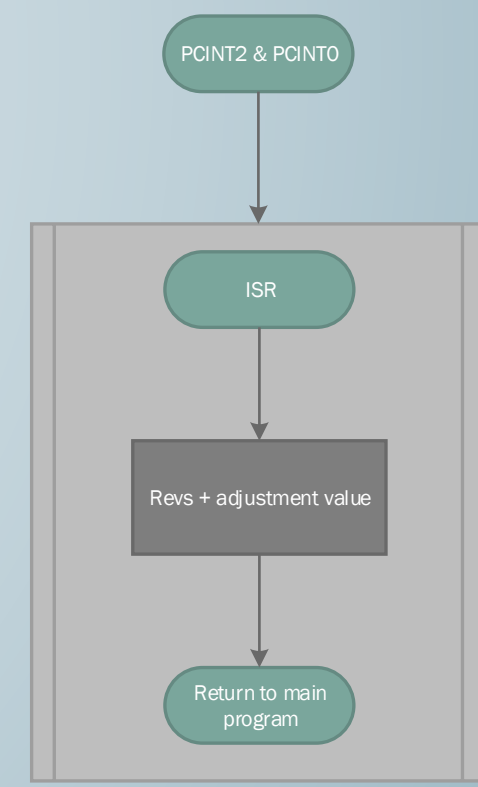 PCINT2 & PCINT0
ISR
Revs + adjustment value
Return to main
program